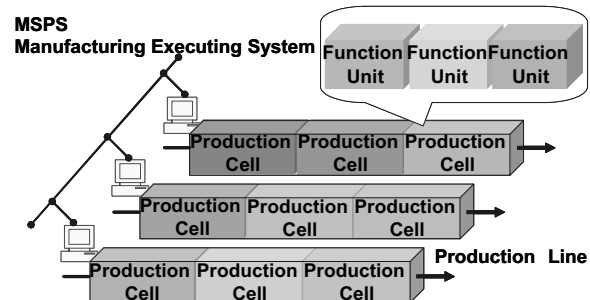 MSPS
Manufacturing Executing System
Function Function Function
Unit Unit Unit
Production Production Production
Cell Cell Cell
Production Production Production
Cell Cell Cell
Production Line
Production Production Production
Cell Cell Cell